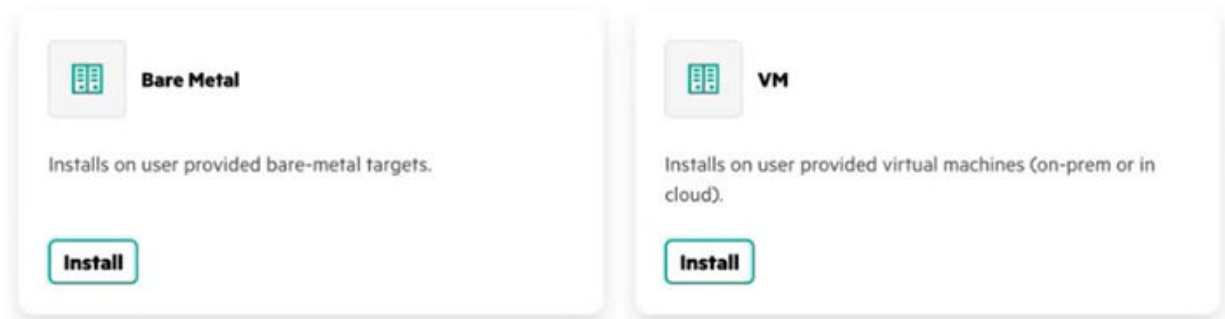 Bare Metal
Installs on user provided bare-metal targets.
Install
VM
Installs on user provided virtual machines (on-prem or in
cloud).
Install